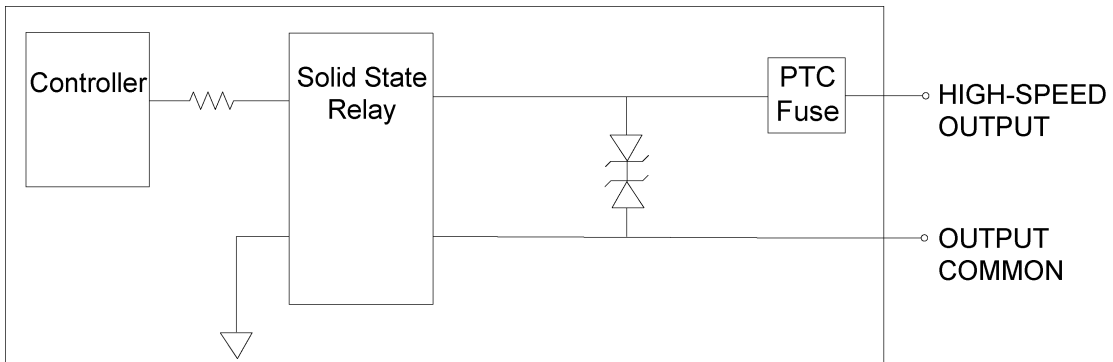 Controller
Solid State
Relay
PTC
Fuse
HIGH-SPEED
OUTPUT
OUTPUT
COMMON